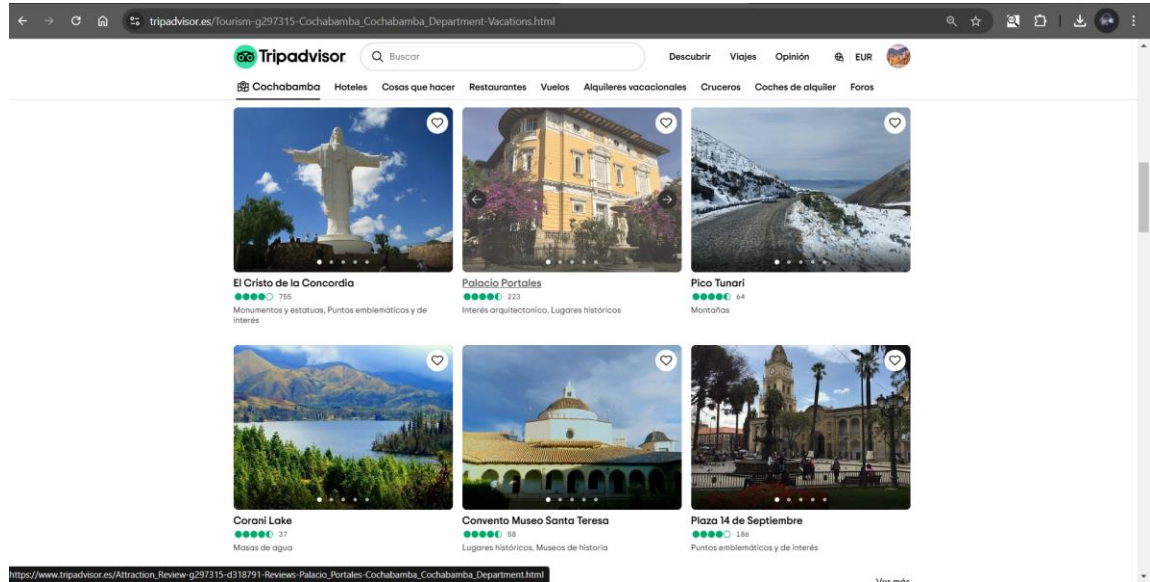 tripadvisor.es/Tourism-g297315-Cochabamba_Cochabamba_Department-Vacations.html
Tripadvisor
Buscar
Descubrir Viajes Opinión EUR
Cochabamba Hoteles Cosas que hacer Restaurantes Vuelos Alquileres vacacionales Cruceros Coches de alquiler Foros
El Cristo de la Concordia
755
Monumentos y estatuas, Puntos emblemáticos y de
interés
Palacio Portales
223
Interés arquitectonico, Lugares históricos
Pico Tunari
64
Montañas
Corani Lake
37
Masas de agua
Convento Museo Santa Teresa
58
Lugares históricos, Museos de historia
Plaza 14 de Septiembre
186
Puntos emblemáticos y de interés
Ver más
https://www.tripadvisor.es/Attraction_Review-g297315-d318791-Reviews-Palacio_Portales-Cochabamba_Cochabamba_Department.html